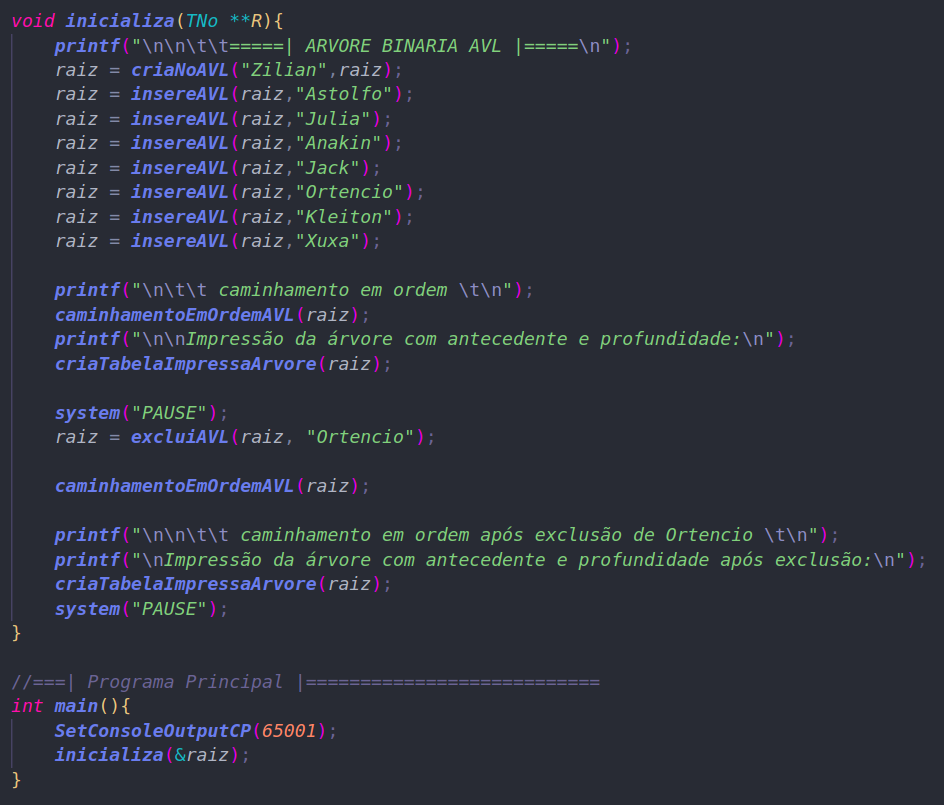 void inicializa(TNo **R){
    printf("\n\n\t\t=====| ARVORE BINARIA AVL |=====\n");
    raiz = criaNoAVL("Zilian",raiz);
    raiz = insereAVL(raiz,"Astolfo");
    raiz = insereAVL(raiz,"Julia");
    raiz = insereAVL(raiz,"Anakin");
    raiz = insereAVL(raiz,"Jack");
    raiz = insereAVL(raiz,"Ortencio");
    raiz = insereAVL(raiz,"Kleiton");
    raiz = insereAVL(raiz,"Xuxa");

    printf("\n\t\t caminhamento em ordem \t\n");
    caminhamentoEmOrdemAVL(raiz);
    printf("\n\nImpressão da árvore com antecedente e profundidade:\n");
    criaTabelaImpressaArvore(raiz);

    system("PAUSE");
    raiz = excluiAVL(raiz, "Ortencio");

    caminhamentoEmOrdemAVL(raiz);

    printf("\n\n\t\t caminhamento em ordem após exclusão de Ortencio \t\n");
    printf("\nImpressão da árvore com antecedente e profundidade após exclusão:\n");
    criaTabelaImpressaArvore(raiz);
    system("PAUSE");
}

//===| Programa Principal |===========================
int main(){
    SetConsoleOutputCP(65001);
    inicializa(&raiz);
}